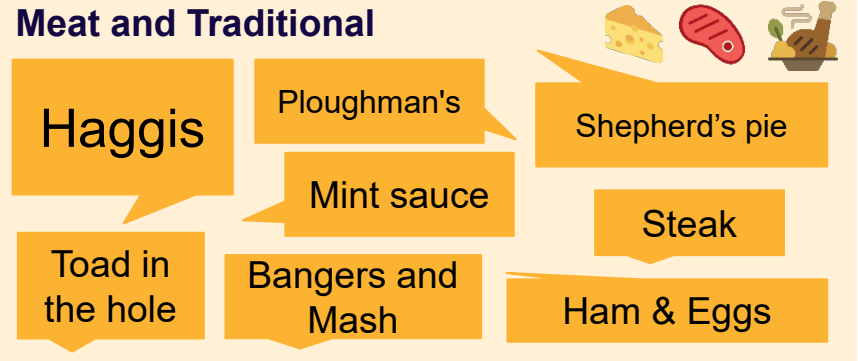 Meat and Traditional
Haggis
Ploughman's
Shepherd’s pie
Mint sauce
Steak
Toad in
the hole
Bangers and
Mash
Ham & Eggs